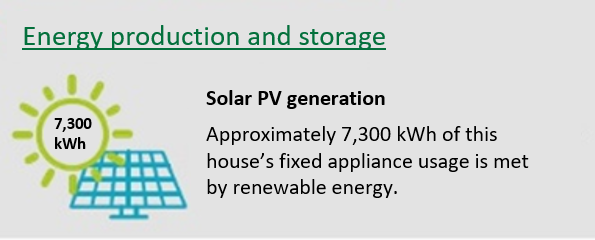 Energy production and storage
7,300
kWh
Solar PV generation
Approximately 7,300 kWh of this
house’s fixed appliance usage is met
by renewable energy.